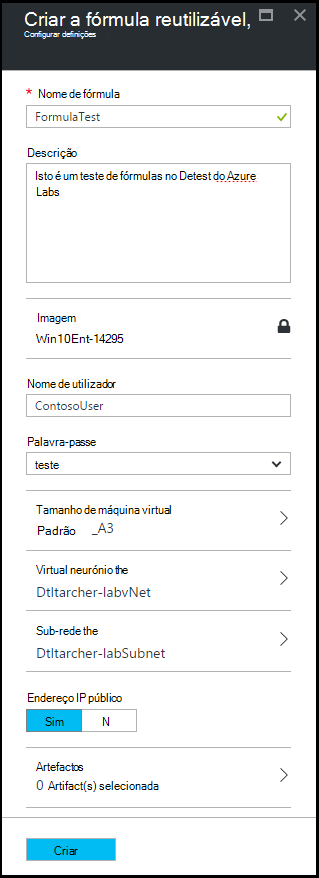 Criar a fórmula reutilizável,
Configurar definições
* Nome de fórmula
FormulaTest
Descrição
Isto é um teste de fórmulas no Detest do Azure
Labs
Imagem
Win10Ent-14295
Nome de utilizador
ContosoUser
Palavra-passe
teste
Tamanho de máquina virtual
Padrão _A3
Virtual neurónio the
Dtltarcher-labvNet
Sub-rede the
Dtltarcher-labSubnet
Endereço IP público
Sim N
Artefactos
0 Artifact(s) selecionada
Criar